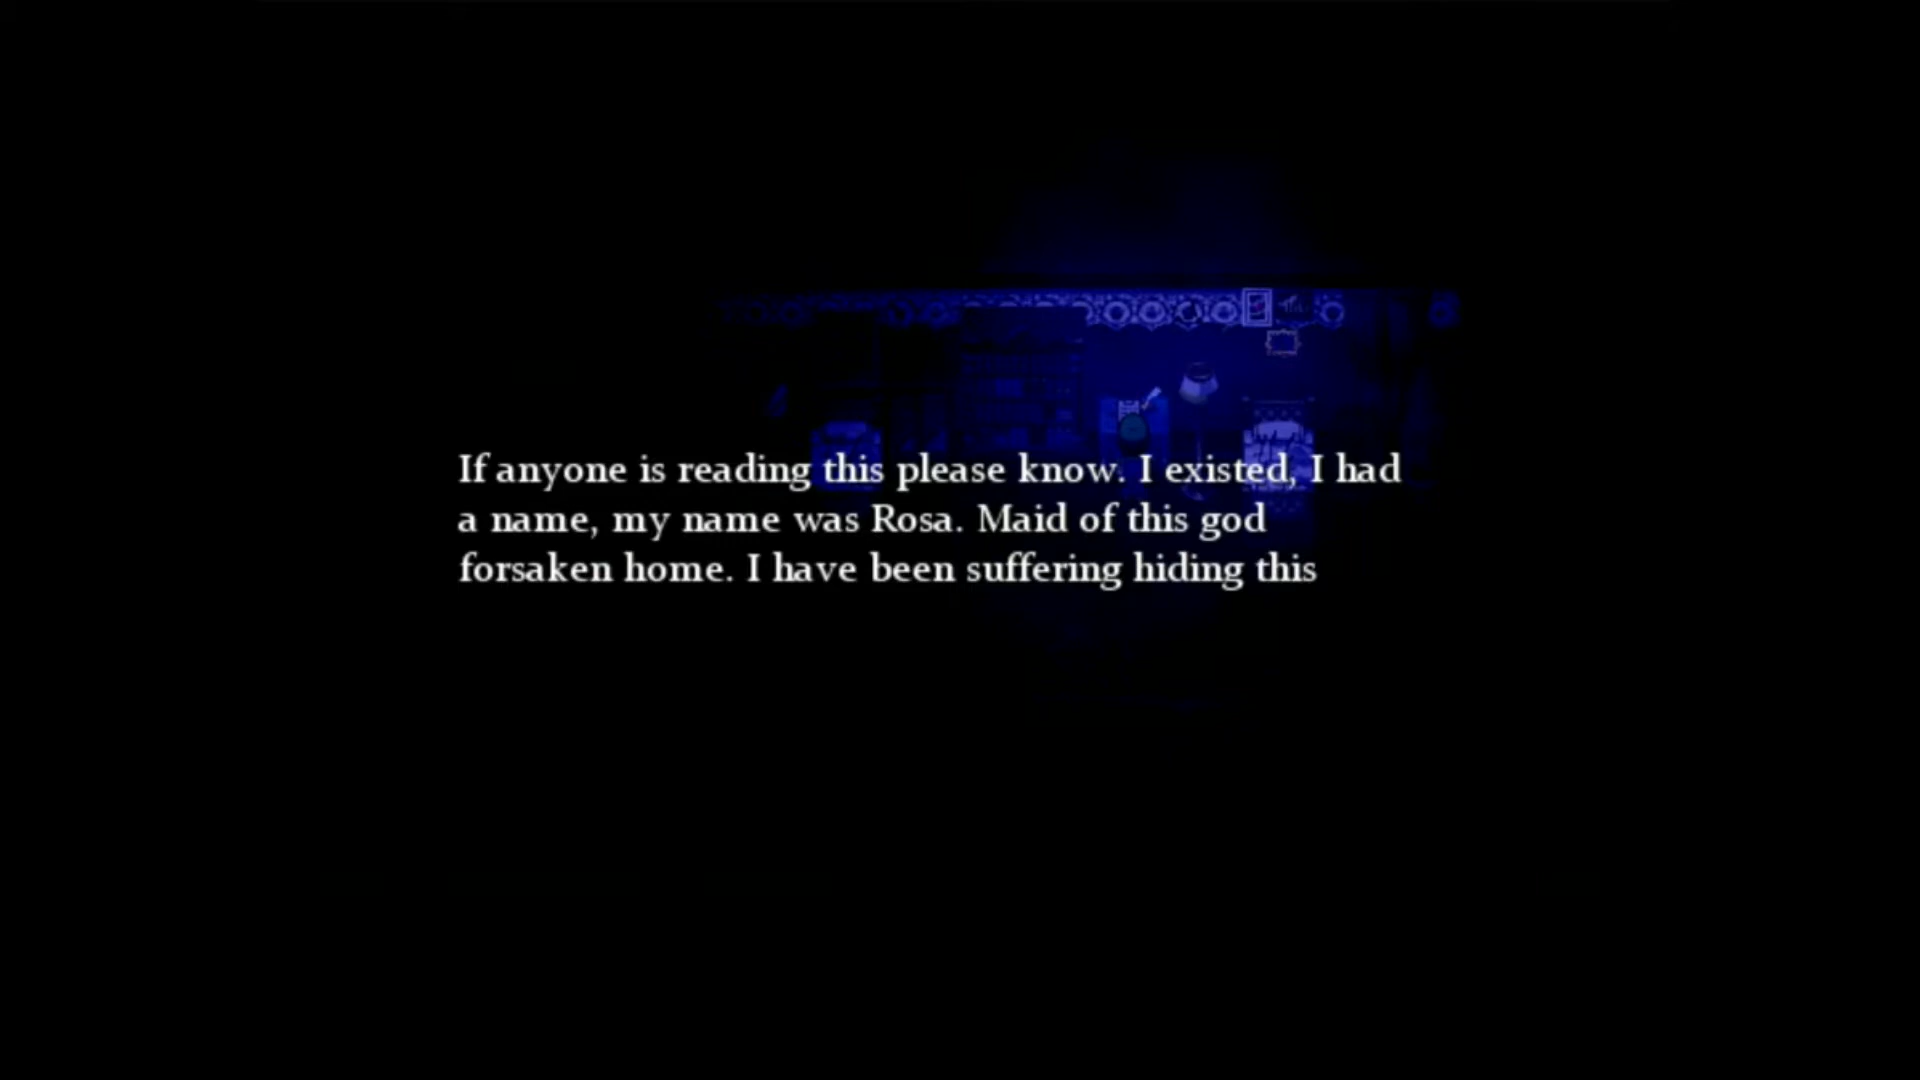 If anyone is reading this please know. I existed, I had
a name, my name was Rosa. Maid of this god
forsaken home. I have been suffering hiding this